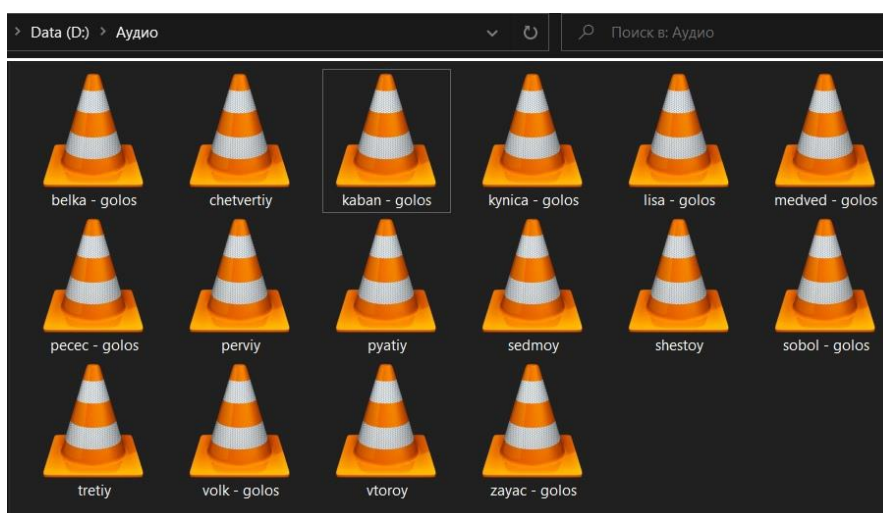 Data (D:) > Аудио
Поиск в: Аудио
belka - golos chetvertiy kaban - golos kynica - golos lisa - golos medved - golos
pecec - golos perviy pyatiy sedmoy shestoy sobol - golos
tretiy volk - golos vtoroy zayac - golos